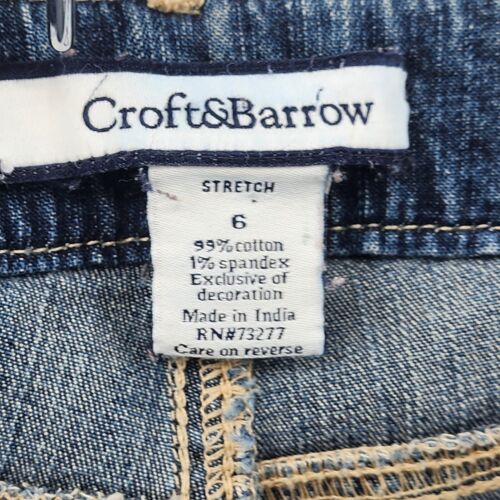 Croft&Barrow
STRETCH
6
99%cotton
1% spandex
Exclusive of
decoration
Made in India
RN#73277
Care on reverse